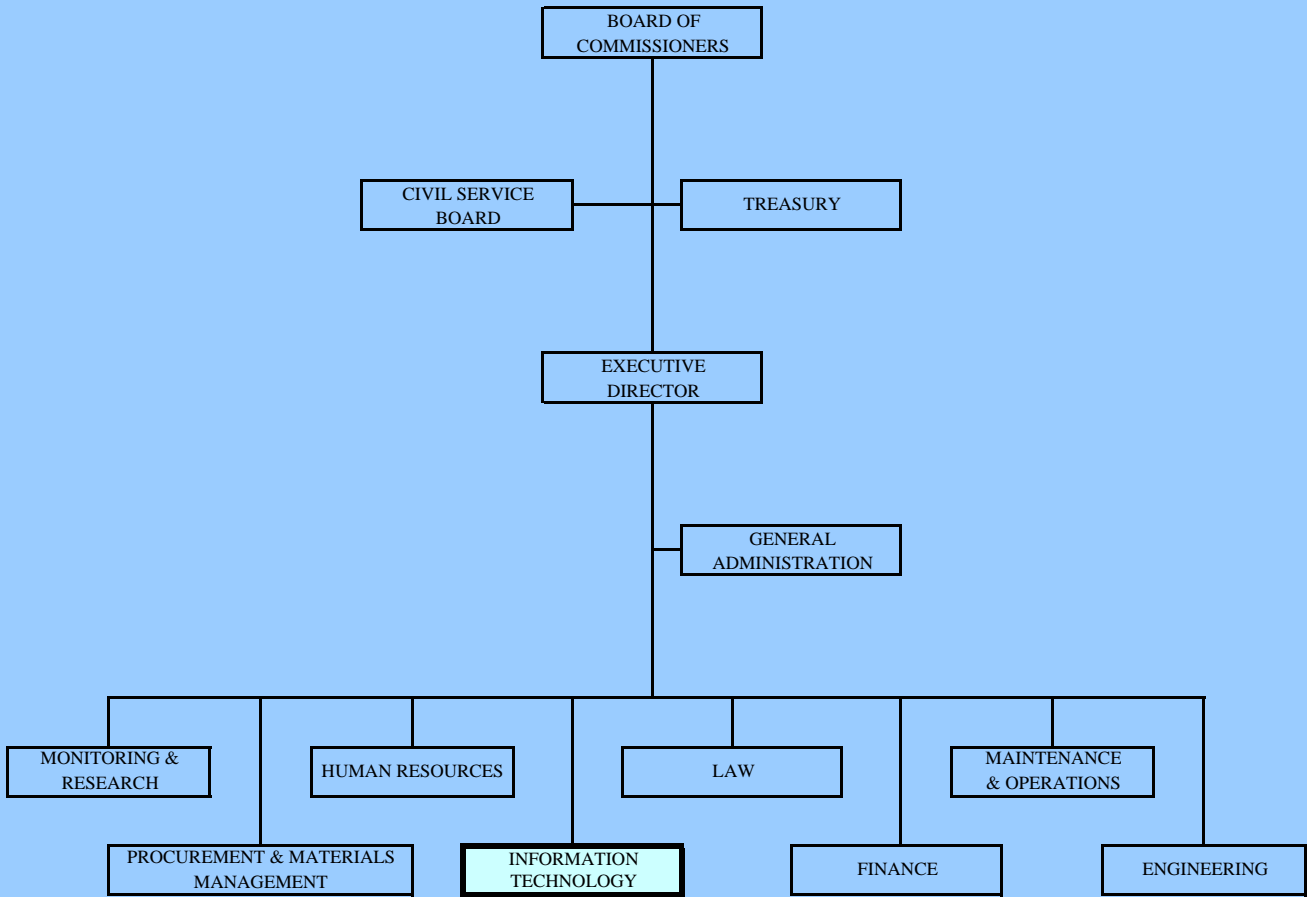 BOARD OF
COMMISSIONERS
CIVIL SERVICE
BOARD
TREASURY
EXECUTIVE
DIRECTOR
GENERAL
ADMINISTRATION
MONITORING &
RESEARCH
HUMAN RESOURCES
LAW
MAINTENANCE
& OPERATIONS
PROCUREMENT & MATERIALS
MANAGEMENT
INFORMATION
TECHNOLOGY
FINANCE
ENGINEERING